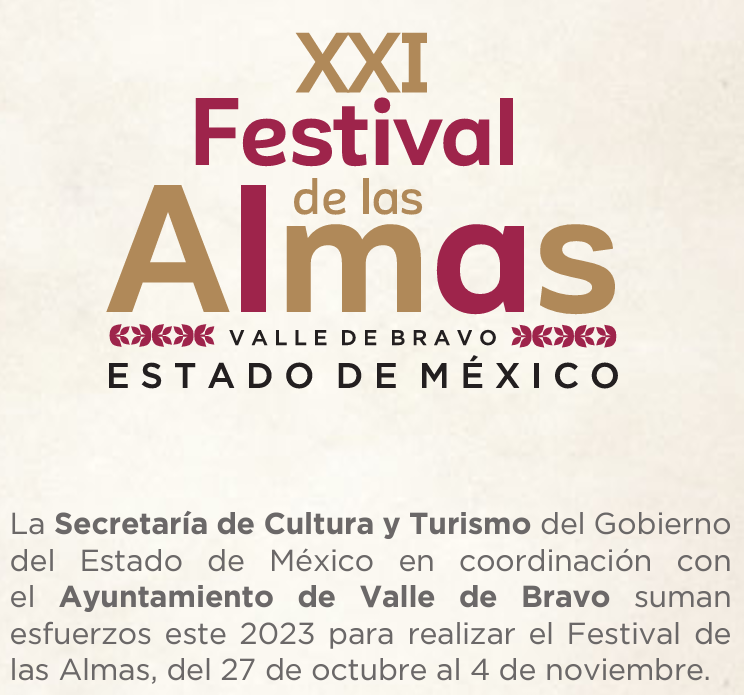 XXI
Festival
de las
Almas
VALLE DE BRAVO
ESTADO DE MÉXICO
La Secretaría de Cultura y Turismo del Gobierno
del Estado de México en coordinación con
el Ayuntamiento de Valle de Bravo suman
esfuerzos este 2023 para realizar el Festival de
las Almas, del 27 de octubre al 4 de noviembre.